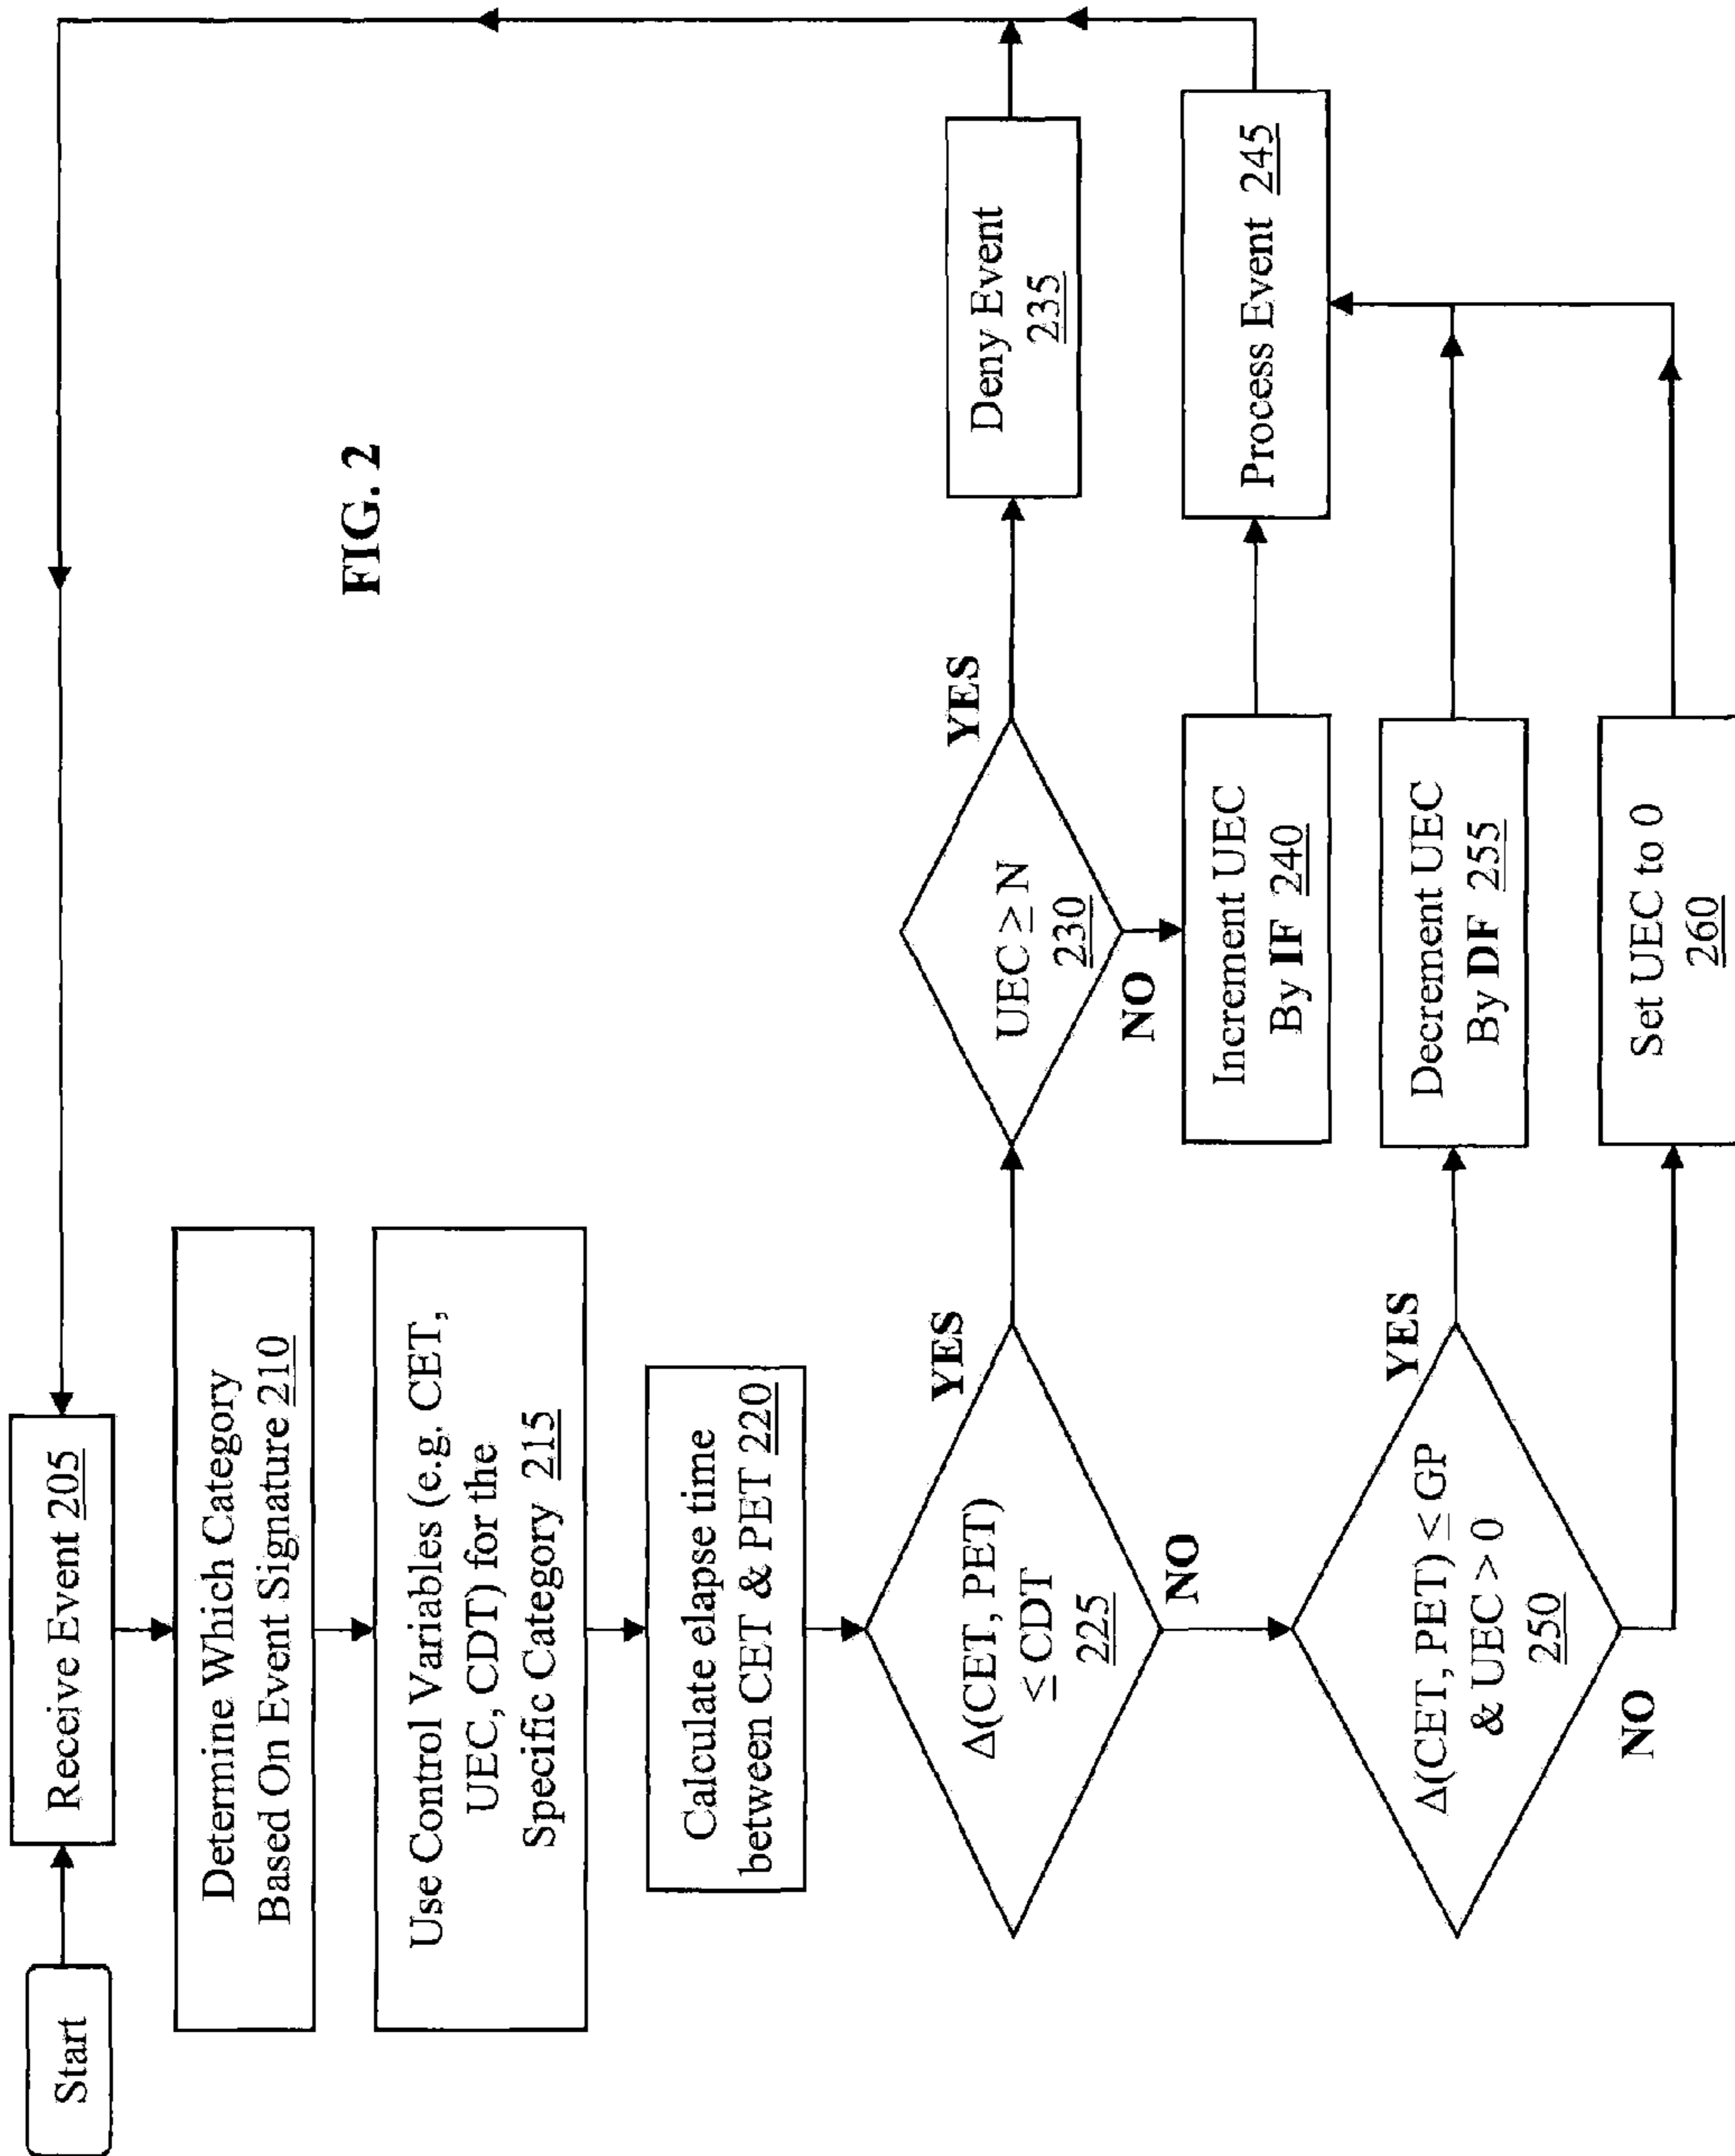 Start
Receive Event 205
Determine Which Category
Based On Event Signature 210
Use Control Variables (e.g. CET,
UEC, CDT) for the
Specific Category 215
Calculate elapse time
between CET & PET 220
Δ(CET, PET)
≤ CDT
225
YES
NO
UEC ≥ N
230
YES
NO
Deny Event
235
Increment UEC
By IF 240
Process Event 245
Δ(CET, PET) ≤ GP
& UEC > 0
250
YES
NO
Decrement UEC
By DF 255
Set UEC to 0
260
FIG. 2